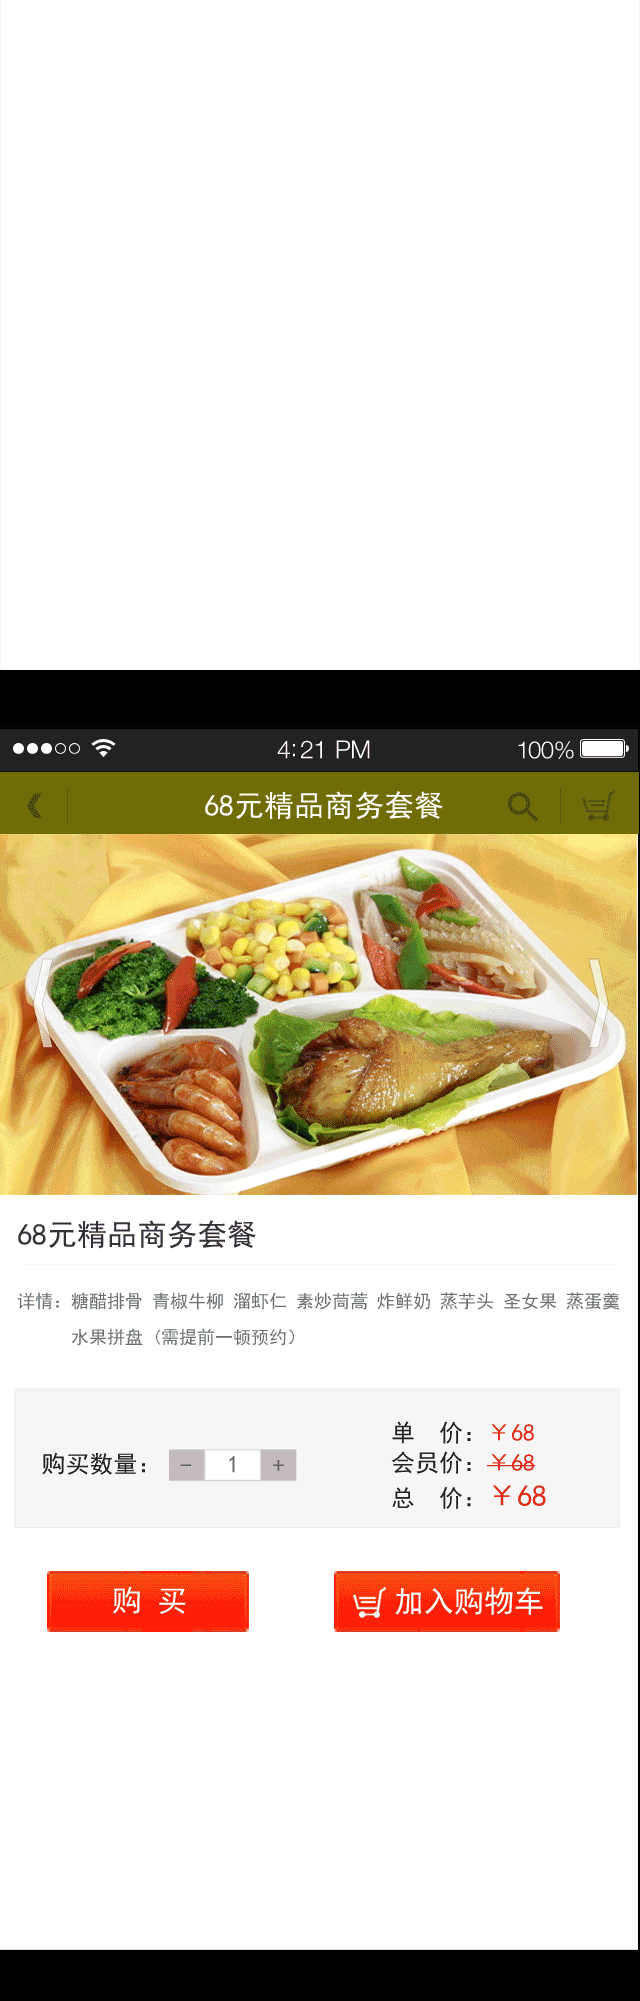 4:21 PM 100%
68元精品商务套餐
68元精品商务套餐
详情：糖醋排骨 青椒牛柳 溜虾仁 素炒茼蒿 炸鲜奶 蒸芋头 圣女果 蒸蛋羹
水果拼盘（需提前一顿预约）
单 价：￥68
购买数量： − 1 +
会员价：￥68
总 价：￥68
购 买
加入购物车